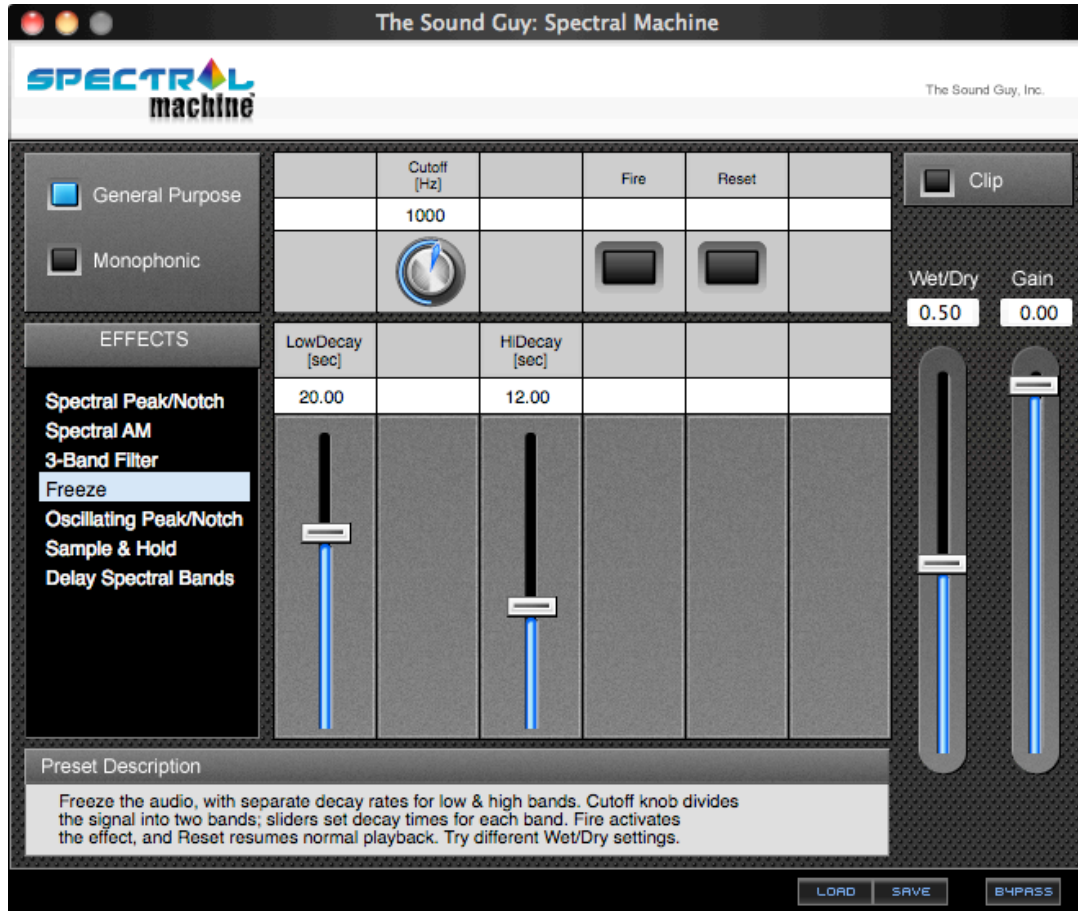 The Sound Guy: Spectral Machine
SPECTRAL
machine
The Sound Guy, Inc.
General Purpose
Monophonic
Cutoff
[Hz]
Fire
Reset
1000
Clip
Wet/Dry
Gain
0.50
0.00
EFFECTS
Spectral Peak/Notch
Spectral AM
3-Band Filter
Freeze
Oscillating Peak/Notch
Sample & Hold
Delay Spectral Bands
LowDecay
[sec]
HiDecay
[sec]
20.00
12.00
Preset Description
Freeze the audio, with separate decay rates for low & high bands. Cutoff knob divides
the signal into two bands; sliders set decay times for each band. Fire activates
the effect, and Reset resumes normal playback. Try different Wet/Dry settings.
LOAD
SAVE
BYPASS